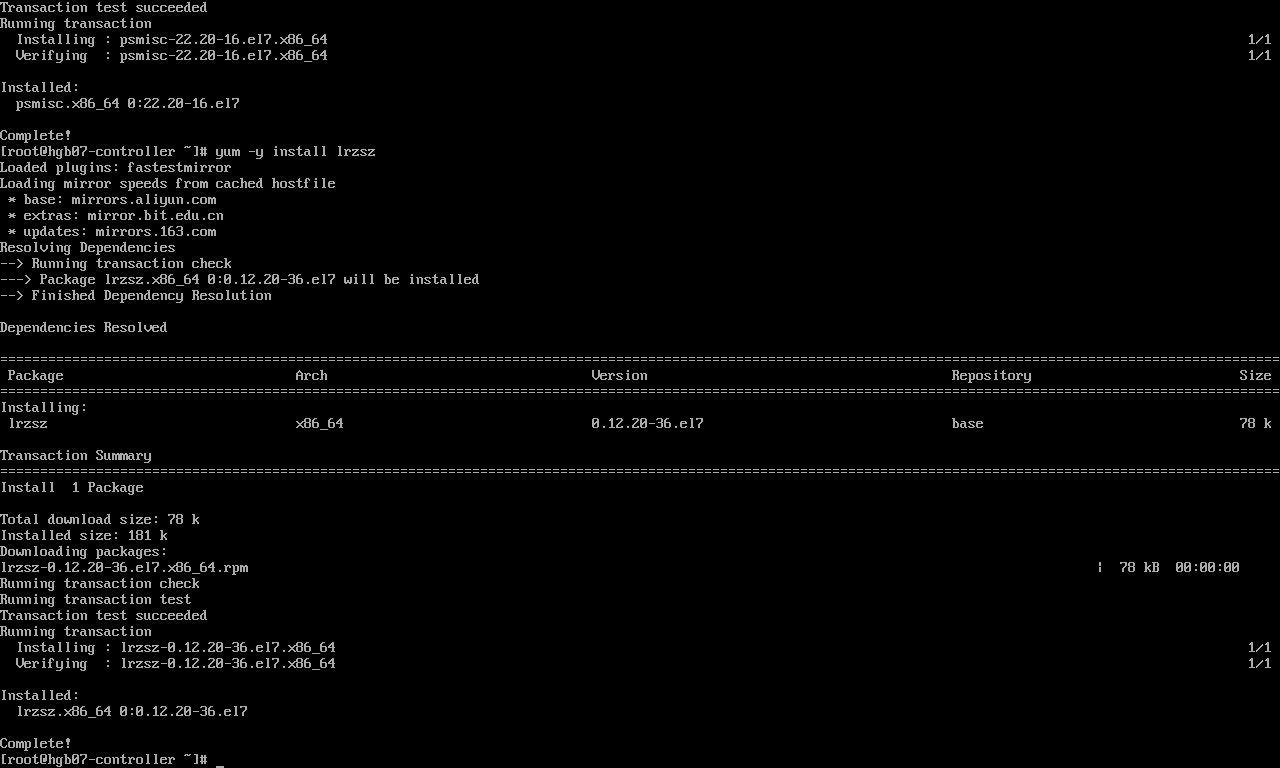 Transaction test succeeded
Running transaction
  Installing : psmisc-22.20-16.el7.x86_64 1/1
  Verifying  : psmisc-22.20-16.el7.x86_64 1/1
Installed:
  psmisc.x86_64 0:22.20-16.el7
Complete!
[root@hgb07-controller ~]# yum -y install lrzsz
Loaded plugins: fastestmirror
Loading mirror speeds from cached hostfile
 * base: mirrors.aliyun.com
 * extras: mirror.bit.edu.cn
 * updates: mirrors.163.com
Resolving Dependencies
--> Running transaction check
---> Package lrzsz.x86_64 0:0.12.20-36.el7 will be installed
--> Finished Dependency Resolution
Dependencies Resolved
================================================================================
 Package Arch Version Repository Size
================================================================================
Installing:
 lrzsz x86_64 0.12.20-36.el7 base 78 k
Transaction Summary
================================================================================
Install  1 Package
Total download size: 78 k
Installed size: 181 k
Downloading packages:
lrzsz-0.12.20-36.el7.x86_64.rpm |  78 kB  00:00:00
Running transaction check
Running transaction test
Transaction test succeeded
Running transaction
  Installing : lrzsz-0.12.20-36.el7.x86_64 1/1
  Verifying  : lrzsz-0.12.20-36.el7.x86_64 1/1
Installed:
  lrzsz.x86_64 0:0.12.20-36.el7
Complete!
[root@hgb07-controller ~]# _